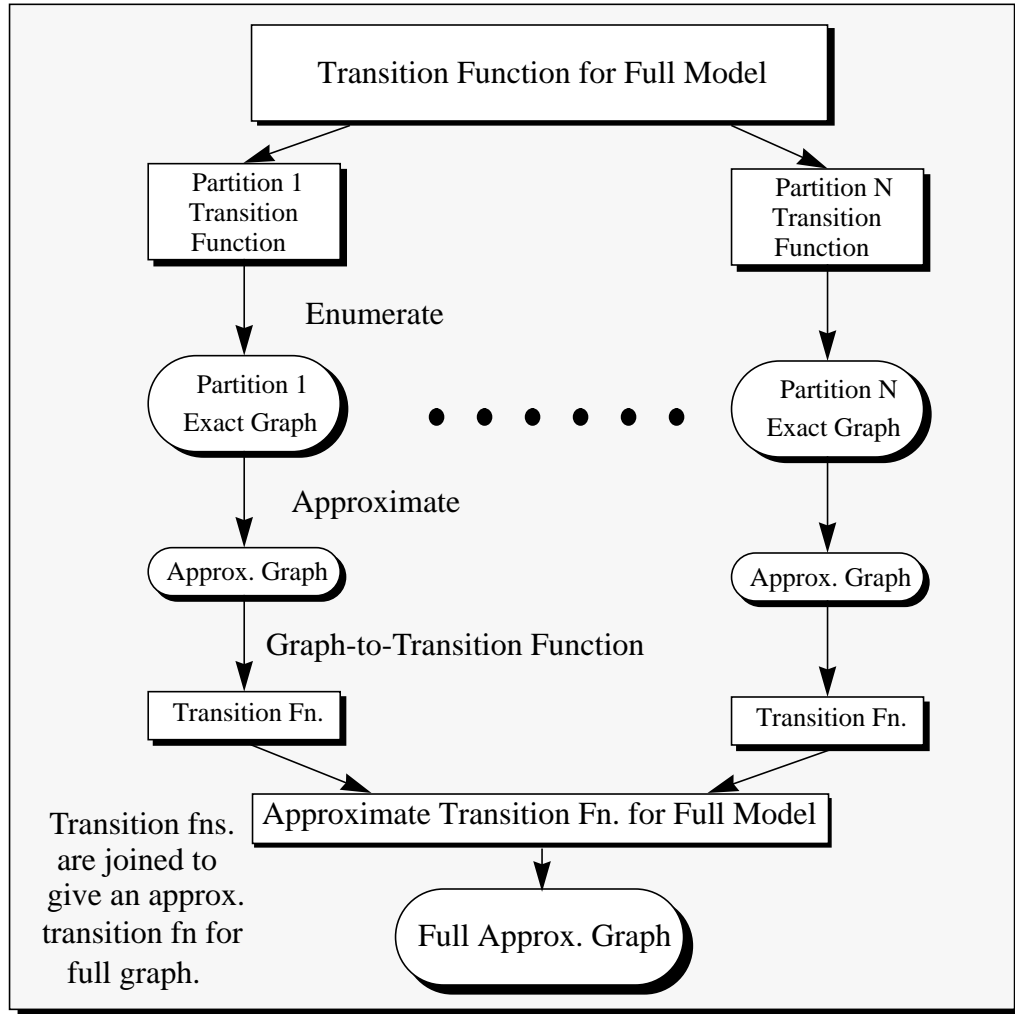 Transition Function for Full Model
Partition 1
Transition
Function
Partition N
Transition
Function
Enumerate
Partition 1
Exact Graph
Partition N
Exact Graph
Approximate
Approx. Graph
Approx. Graph
Graph-to-Transition Function
Transition Fn.
Transition Fn.
Approximate Transition Fn. for Full Model
Transition fns.
are joined to
give an approx.
transition fn for
full graph.
Full Approx. Graph